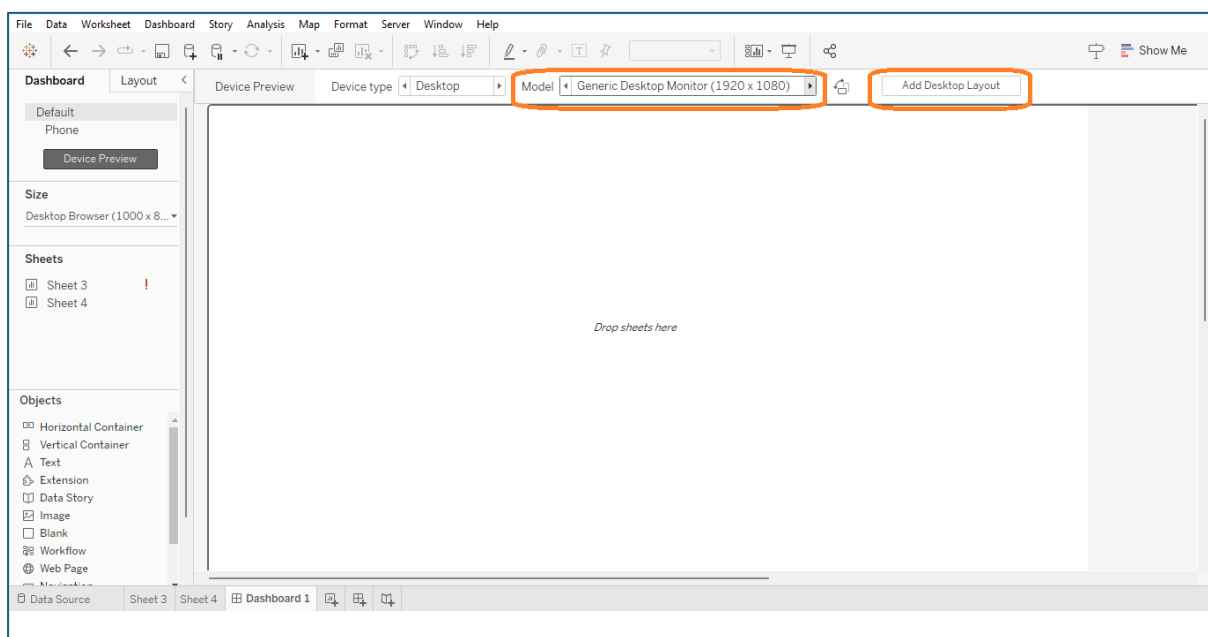 File Data Worksheet Dashboard Story Analysis Map Format Server Window Help
Show Me
Dashboard Layout
Device Preview Device type Desktop Model Generic Desktop Monitor (1920 x 1080) Add Desktop Layout
Default
Phone
Device Preview
Size
Desktop Browser (1000 x 8...
Sheets
Sheet 3 !
Sheet 4
Drop sheets here
Objects
Horizontal Container
Vertical Container
A Text
Extension
Data Story
Image
Blank
Workflow
Web Page
Data Source Sheet 3 Sheet 4 Dashboard 1